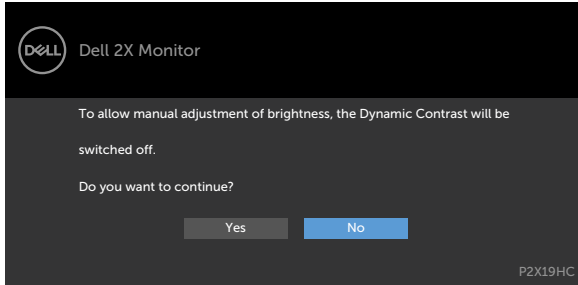 DELL
Dell 2X Monitor
To allow manual adjustment of brightness, the Dynamic Contrast will be
switched off.
Do you want to continue?
Yes No
P2X19HC